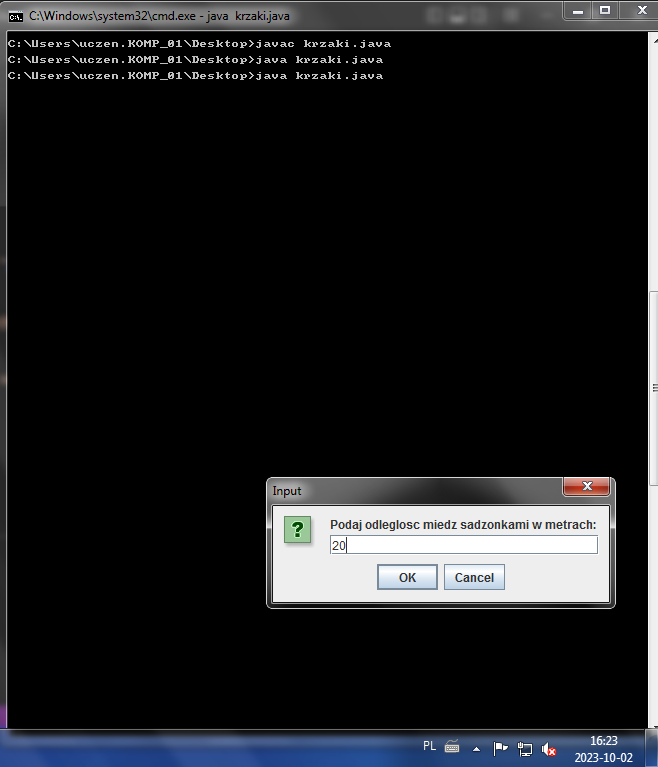 C:\Windows\system32\cmd.exe - java  krzaki.java
C:\Users\uczen.KOMP_01\Desktop>javac krzaki.java
C:\Users\uczen.KOMP_01\Desktop>java krzaki.java
C:\Users\uczen.KOMP_01\Desktop>java krzaki.java
Input
Podaj odleglosc miedz sadzonkami w metrach:
20
OK
Cancel
PL
16:23
2023-10-02